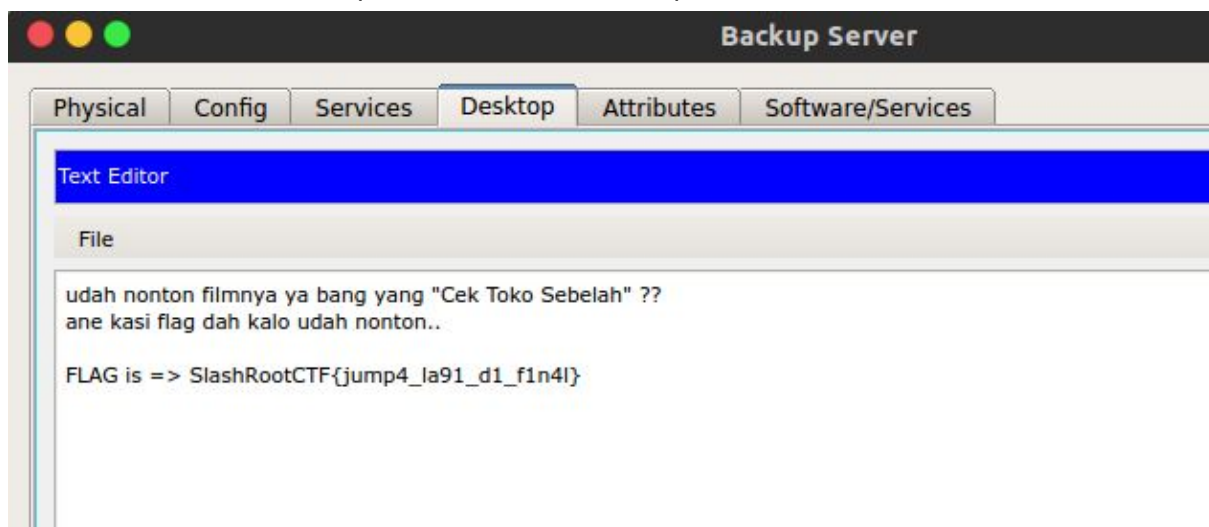 Backup Server
Physical Config Services Desktop Attributes Software/Services
Text Editor
File
udah nonton filmnya ya bang yang "Cek Toko Sebelah" ??
ane kasi flag dah kalo udah nonton..
FLAG is => SlashRootCTF{jump4_la91_d1_f1n4l}